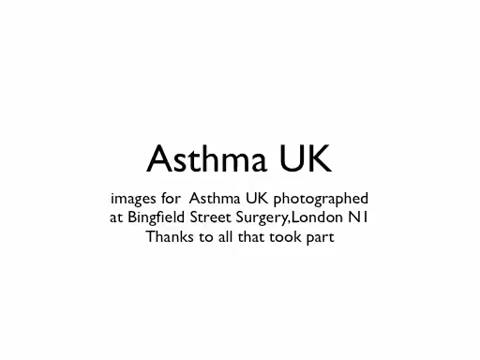 Asthma UK
images for  Asthma UK photographed
at Bingfield Street Surgery,London N1
Thanks to all that took part